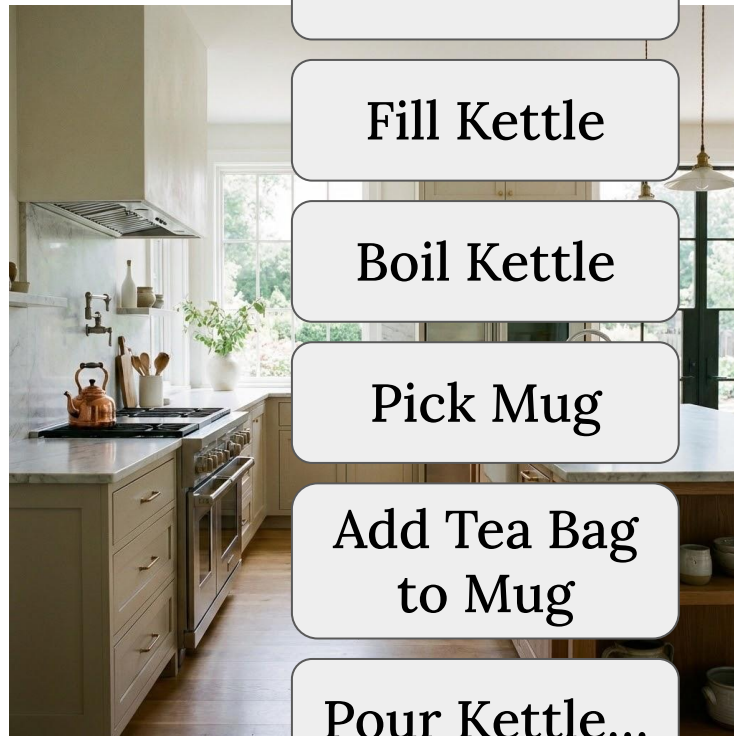 Fill Kettle
Boil Kettle
Pick Mug
Add Tea Bag
to Mug
Pour Kettle...